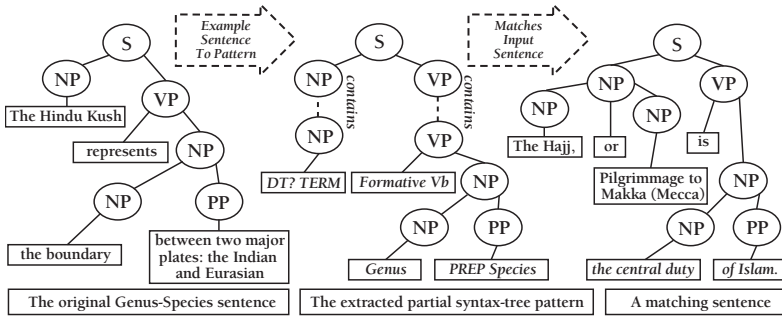 Example
Sentence
To Pattern
Matches
Input
Sentence
S
NP
VP
The Hindu Kush
represents
NP
NP
PP
the boundary
between two major
plates: the Indian
and Eurasian
The original Genus-Species sentence
S
NP
VP
contains
contains
NP
VP
DT? TERM
Formative Vb
NP
NP
PP
Genus
PREP Species
The extracted partial syntax-tree pattern
S
NP
VP
NP
NP
The Hajj,
or
is
Pilgrimmage to
Makka (Mecca)
NP
NP
PP
the central duty
of Islam.
A matching sentence